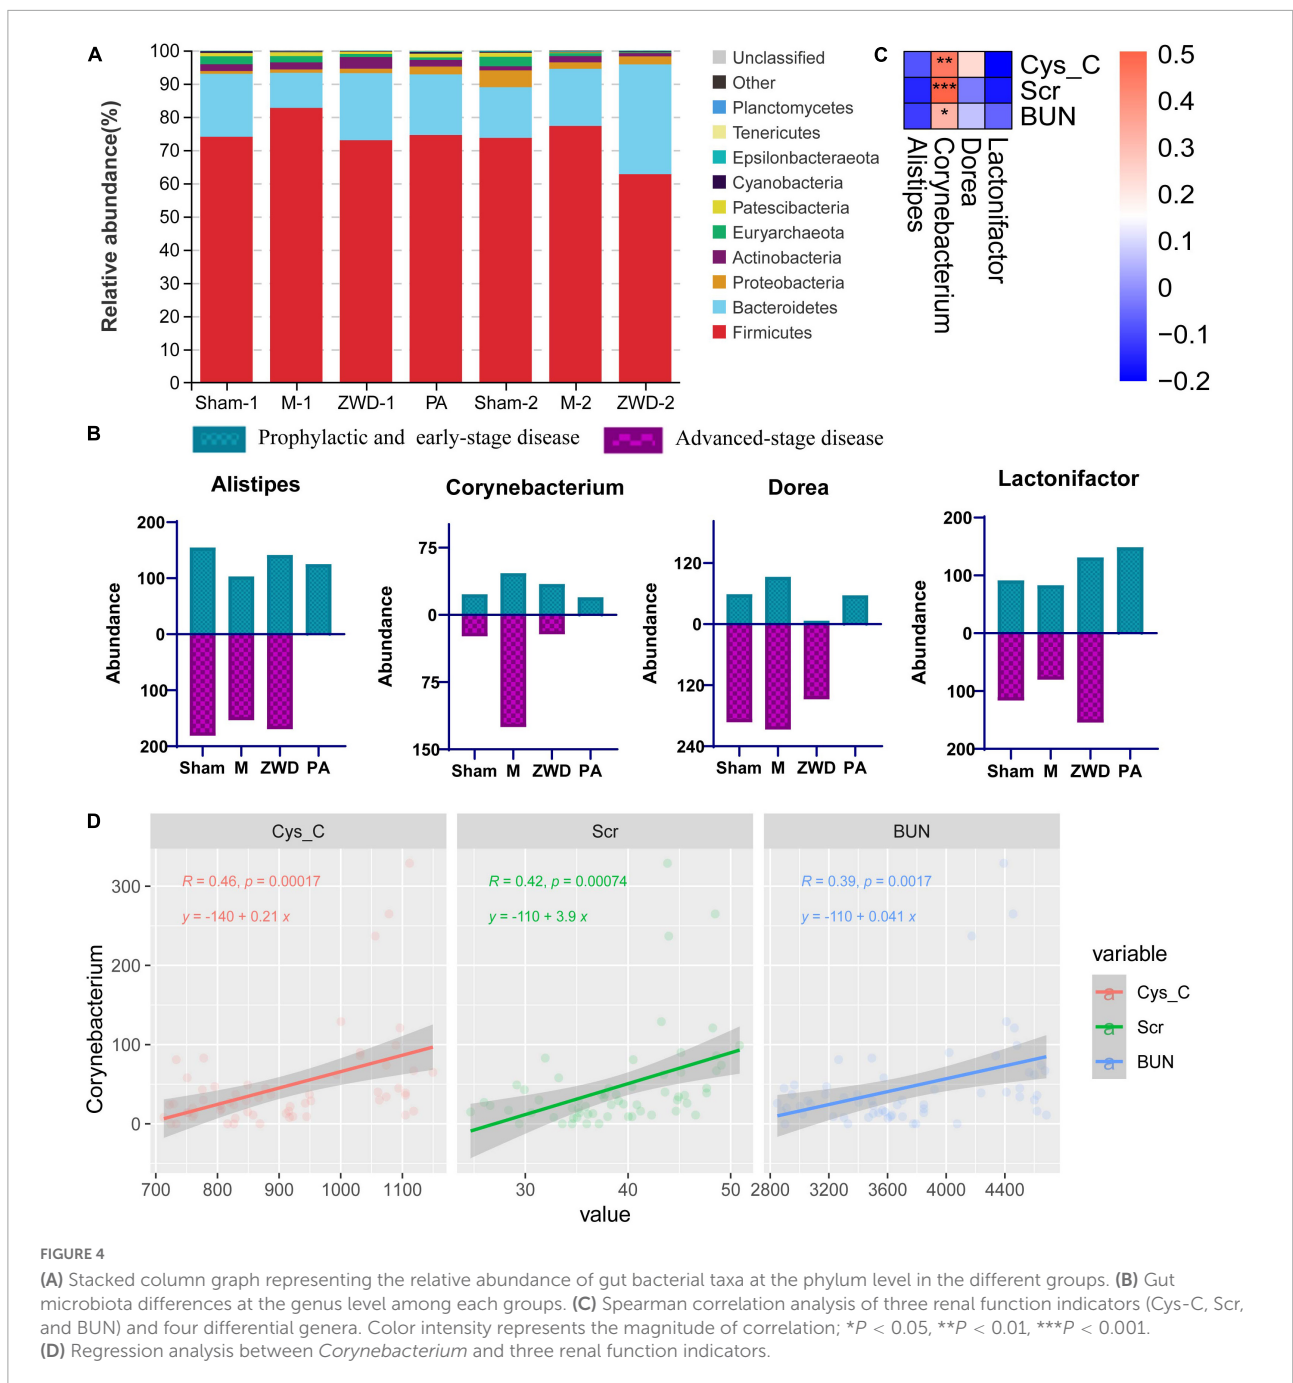 A
Relative abundance(%)
100
90
80
70
60
50
40
30
20
10
0
Sham-1 M-1 ZWD-1 PA Sham-2 M-2 ZWD-2
Unclassified
Other
Planctomycetes
Tenericutes
Epsilonbacteraeota
Cyanobacteria
Patescibacteria
Euryarchaeota
Actinobacteria
Proteobacteria
Bacteroidetes
Firmicutes
C
** Cys_C
*** Scr
* BUN
Alistipes
Corynebacterium
Dorea
Lactonifactor
0.5
0.4
0.3
0.2
0.1
0
−0.1
−0.2
B
Prophylactic and early-stage disease
Advanced-stage disease
Alistipes
Abundance
200
100
0
100
200
Sham M ZWD PA
Corynebacterium
Abundance
75
0
75
150
Sham M ZWD PA
Dorea
Abundance
120
0
120
240
Sham M ZWD PA
Lactonifactor
Abundance
200
100
0
100
200
Sham M ZWD PA
D
Corynebacterium
300
200
100
0
Cys_C
R = 0.46, p = 0.00017
y = -140 + 0.21 x
700 800 900 1000 1100
Scr
R = 0.42, p = 0.00074
y = -110 + 3.9 x
30 40 50
BUN
R = 0.39, p = 0.0017
y = -110 + 0.041 x
2800 3200 3600 4000 4400
value
variable
a Cys_C
a Scr
a BUN
FIGURE 4
(A) Stacked column graph representing the relative abundance of gut bacterial taxa at the phylum level in the different groups. (B) Gut
microbiota differences at the genus level among each groups. (C) Spearman correlation analysis of three renal function indicators (Cys-C, Scr,
and BUN) and four differential genera. Color intensity represents the magnitude of correlation; *P < 0.05, **P < 0.01, ***P < 0.001.
(D) Regression analysis between Corynebacterium and three renal function indicators.